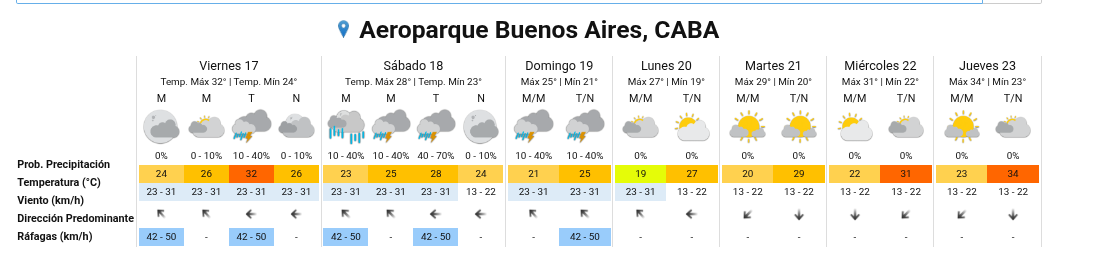 Aeroparque Buenos Aires, CABA
Viernes 17 Sábado 18 Domingo 19 Lunes 20 Martes 21 Miércoles 22 Jueves 23
Temp. Máx 32° | Temp. Mín 24° Temp. Máx 28° | Temp. Mín 23° Máx 25° | Mín 21° Máx 27° | Mín 19° Máx 29° | Mín 20° Máx 31° | Mín 22° Máx 34° | Mín 23°
M M T N M M T N M/M T/N M/M T/N M/M T/N M/M T/N M/M T/N
Prob. Precipitación 0% 0 - 10% 10 - 40% 0 - 10% 10 - 40% 10 - 40% 40 - 70% 0 - 10% 10 - 40% 10 - 40% 0% 0% 0% 0% 0% 0% 0% 0%
Temperatura (°C) 24 26 32 26 23 25 28 24 21 25 19 27 20 29 22 31 23 34
Viento (km/h) 23 - 31 23 - 31 23 - 31 23 - 31 23 - 31 23 - 31 23 - 31 13 - 22 23 - 31 23 - 31 23 - 31 13 - 22 13 - 22 13 - 22 13 - 22 13 - 22 13 - 22 13 - 22
Dirección Predominante
Ráfagas (km/h) 42 - 50 - 42 - 50 - 42 - 50 - 42 - 50 - - 42 - 50 - - - - - - - -